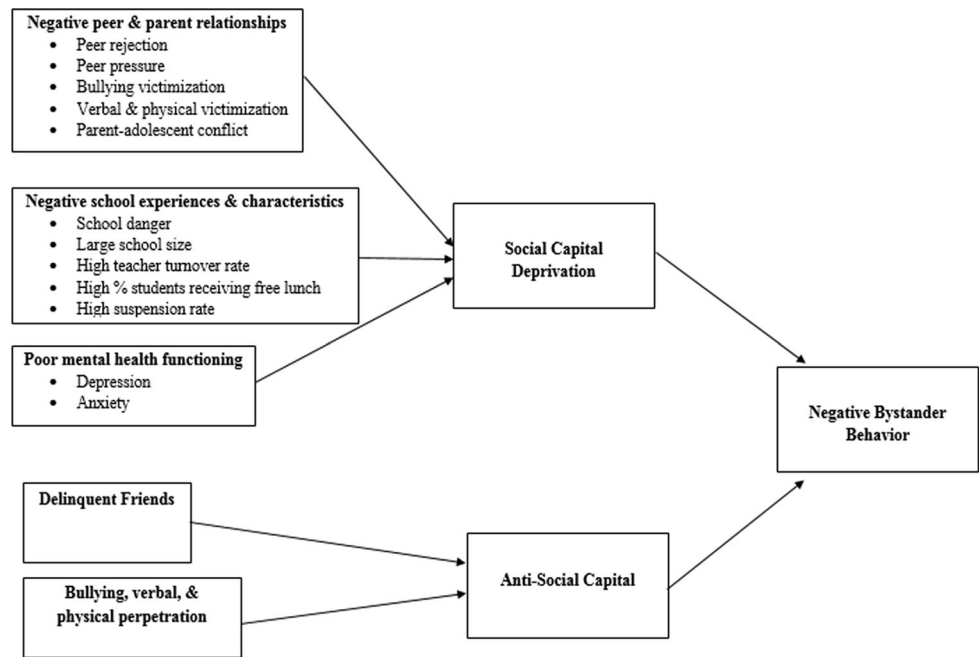 Negative peer & parent relationships
• Peer rejection
• Peer pressure
• Bullying victimization
• Verbal & physical victimization
• Parent-adolescent conflict
Negative school experiences & characteristics
• School danger
• Large school size
• High teacher turnover rate
• High % students receiving free lunch
• High suspension rate
Poor mental health functioning
• Depression
• Anxiety
Social Capital
Deprivation
Negative Bystander
Behavior
Delinquent Friends
Bullying, verbal, &
physical perpetration
Anti-Social Capital